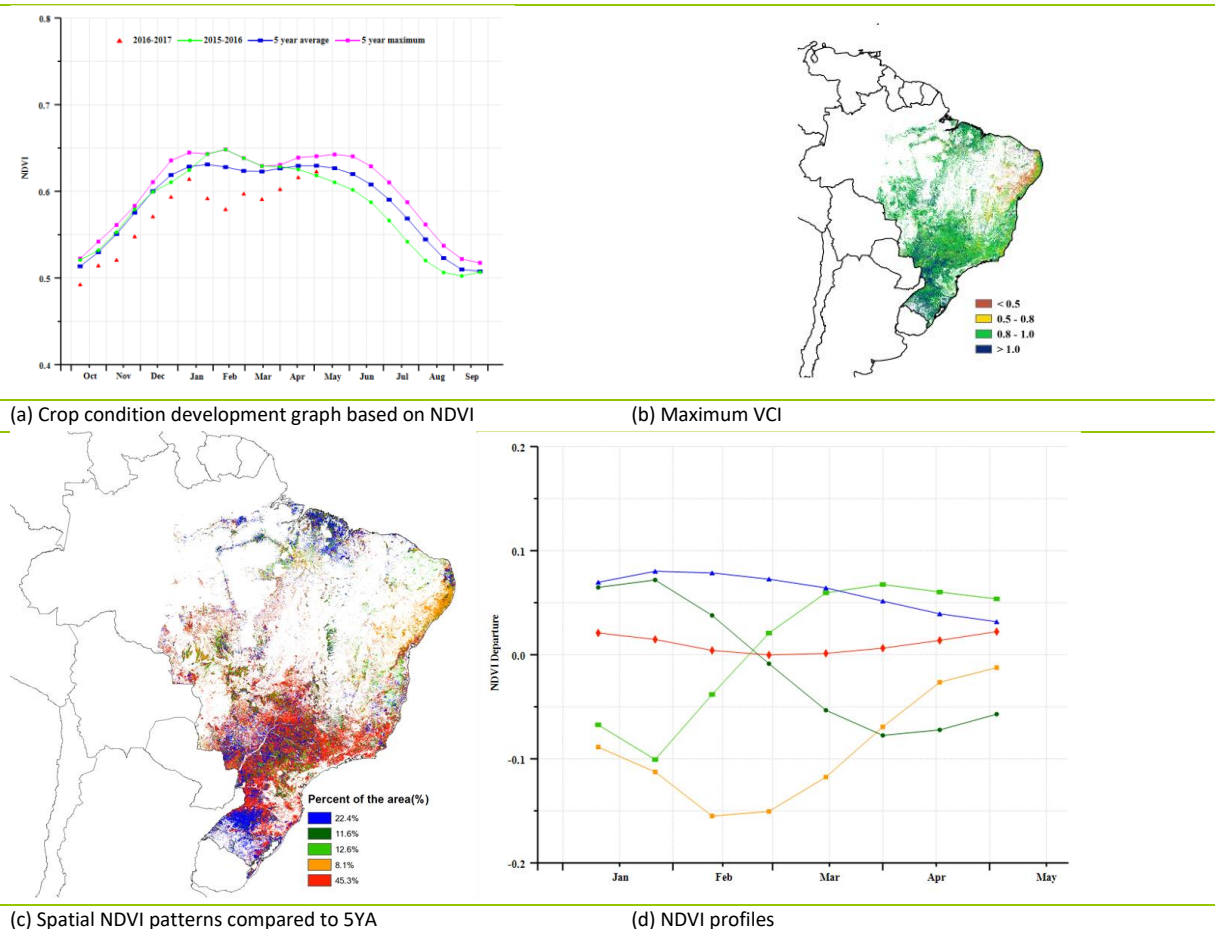 0.8
2016-2017 2015-2016 5 year average 5 year maximum
0.7
NDVI
0.6
0.5
0.4
Oct Nov Dec Jan Feb Mar Apr May Jun Jul Aug Sep
< 0.5
0.5 - 0.8
0.8 - 1.0
> 1.0
(a) Crop condition development graph based on NDVI
(b) Maximum VCI
Percent of the area(%)
22.4%
11.6%
12.6%
8.1%
45.3%
0.2
0.1
NDVI Departure
0.0
-0.1
-0.2
Jan Feb Mar Apr May
(c) Spatial NDVI patterns compared to 5YA
(d) NDVI profiles